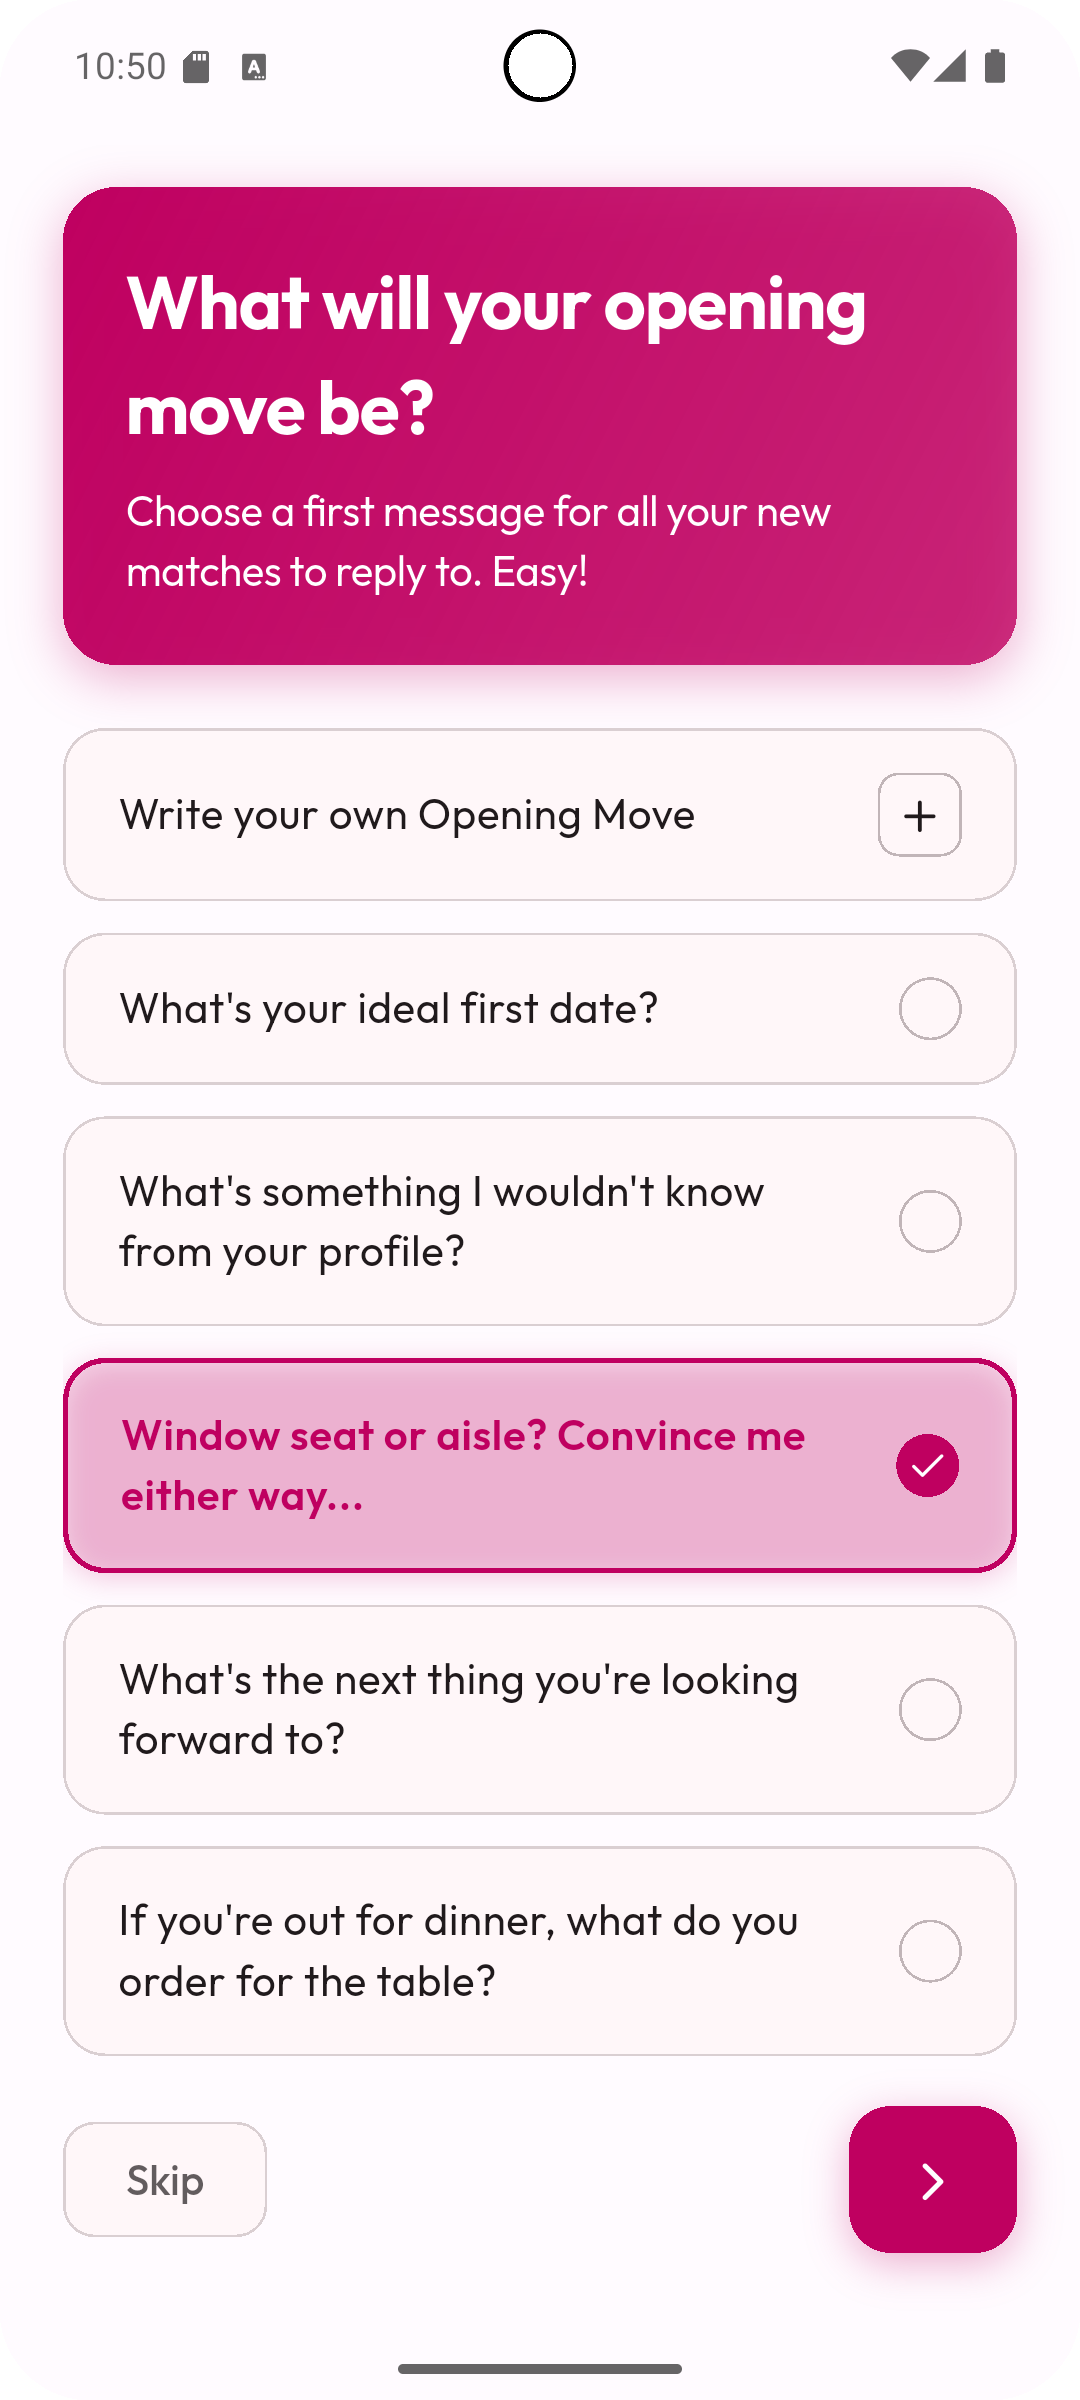 10:50
What will your opening
move be?
Choose a first message for all your new
matches to reply to. Easy!
Write your own Opening Move
What's your ideal first date?
What's something I wouldn't know
from your profile?
Window seat or aisle? Convince me
either way...
What's the next thing you're looking
forward to?
If you're out for dinner, what do you
order for the table?
Skip